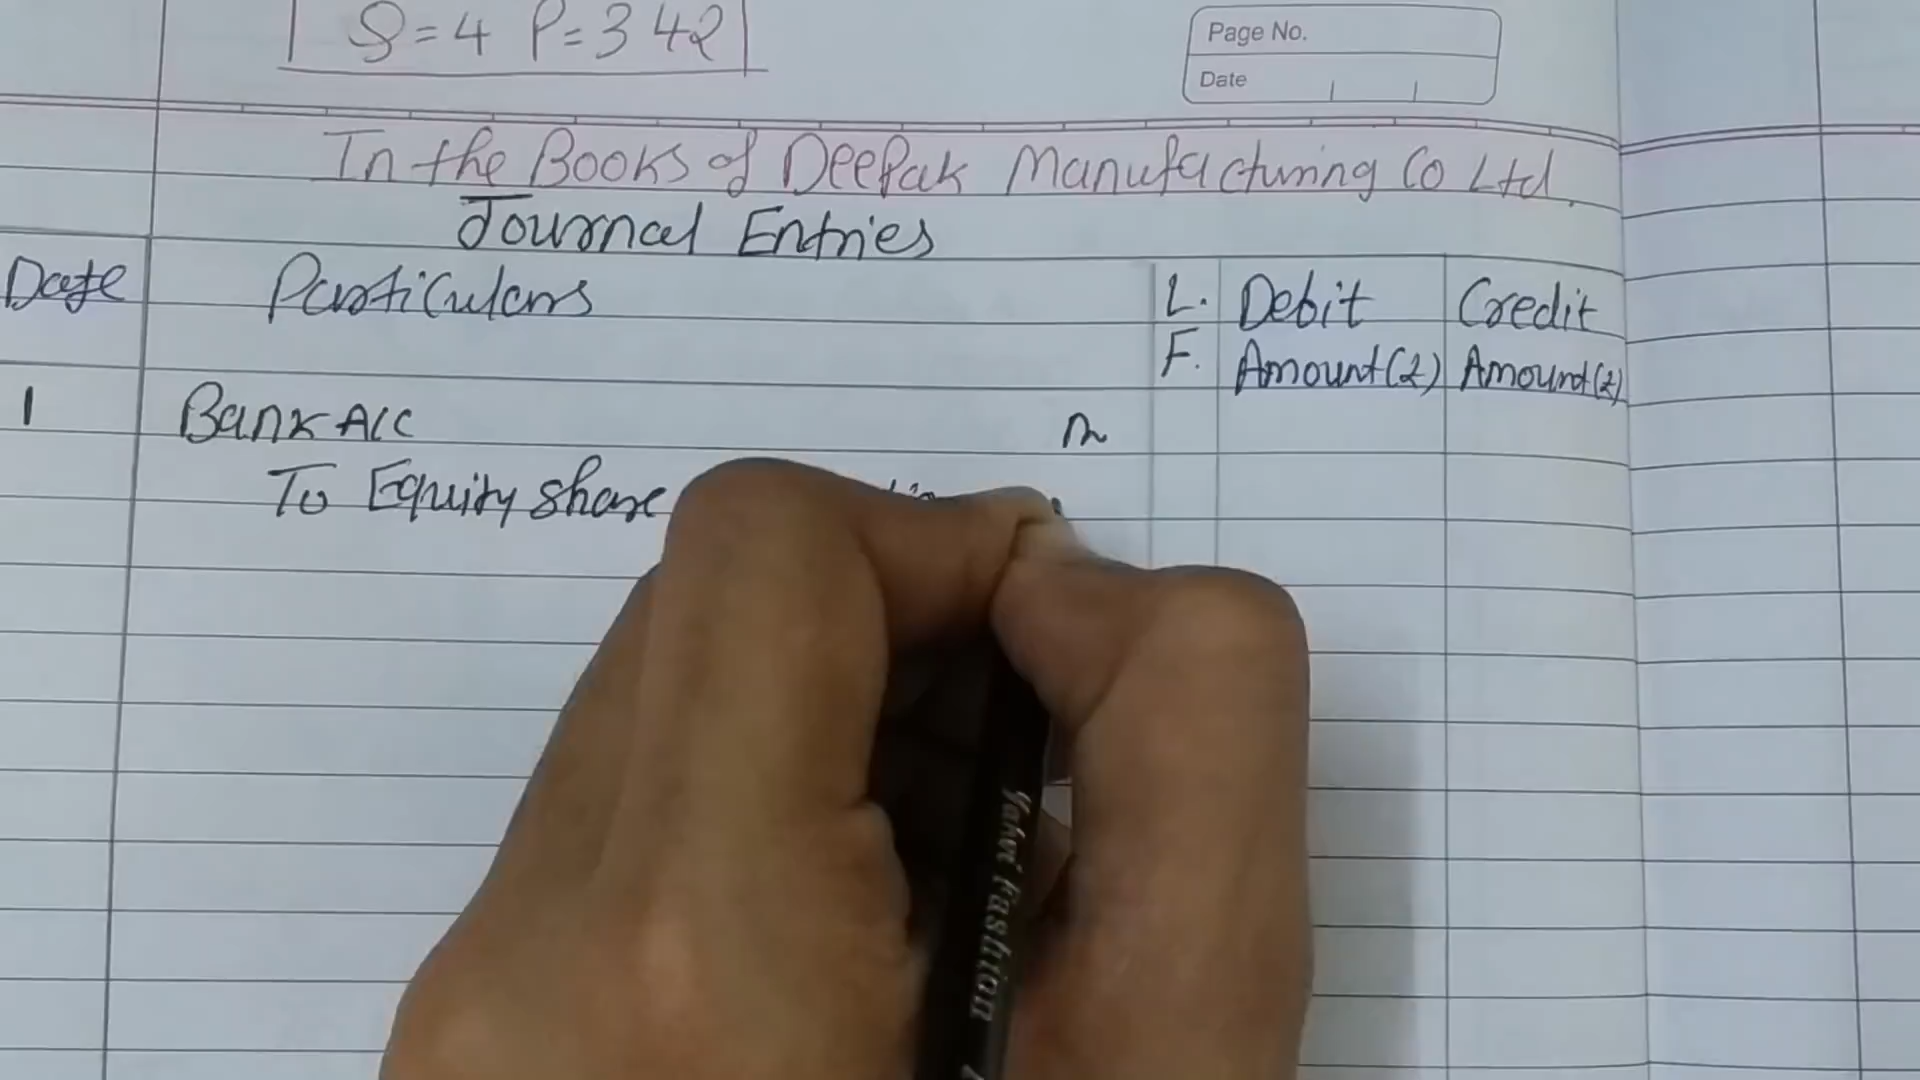 Q=4 P=342
Page No.
Date
In the Books of Deepak Manufacturing Co Ltd.
Journal Entries
Date Particulars L. F. Debit Amount(₹) Credit Amount(₹)
1 Bank A/C Dr
To Equity share
Yahvi Fashion